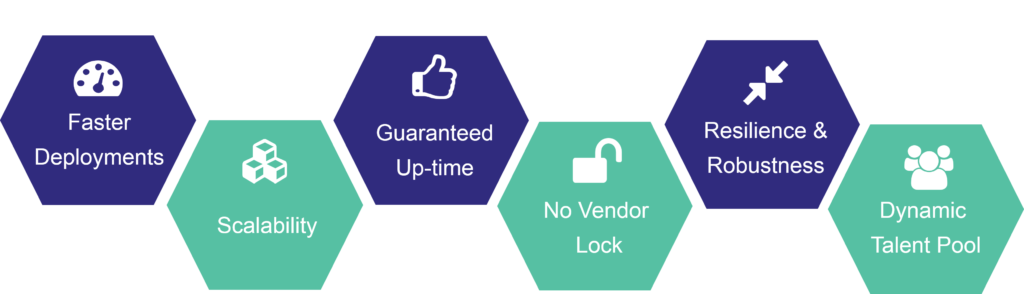 Faster
Deployments
Scalability
Guaranteed
Up-time
No Vendor
Lock
Resilience &
Robustness
Dynamic
Talent Pool